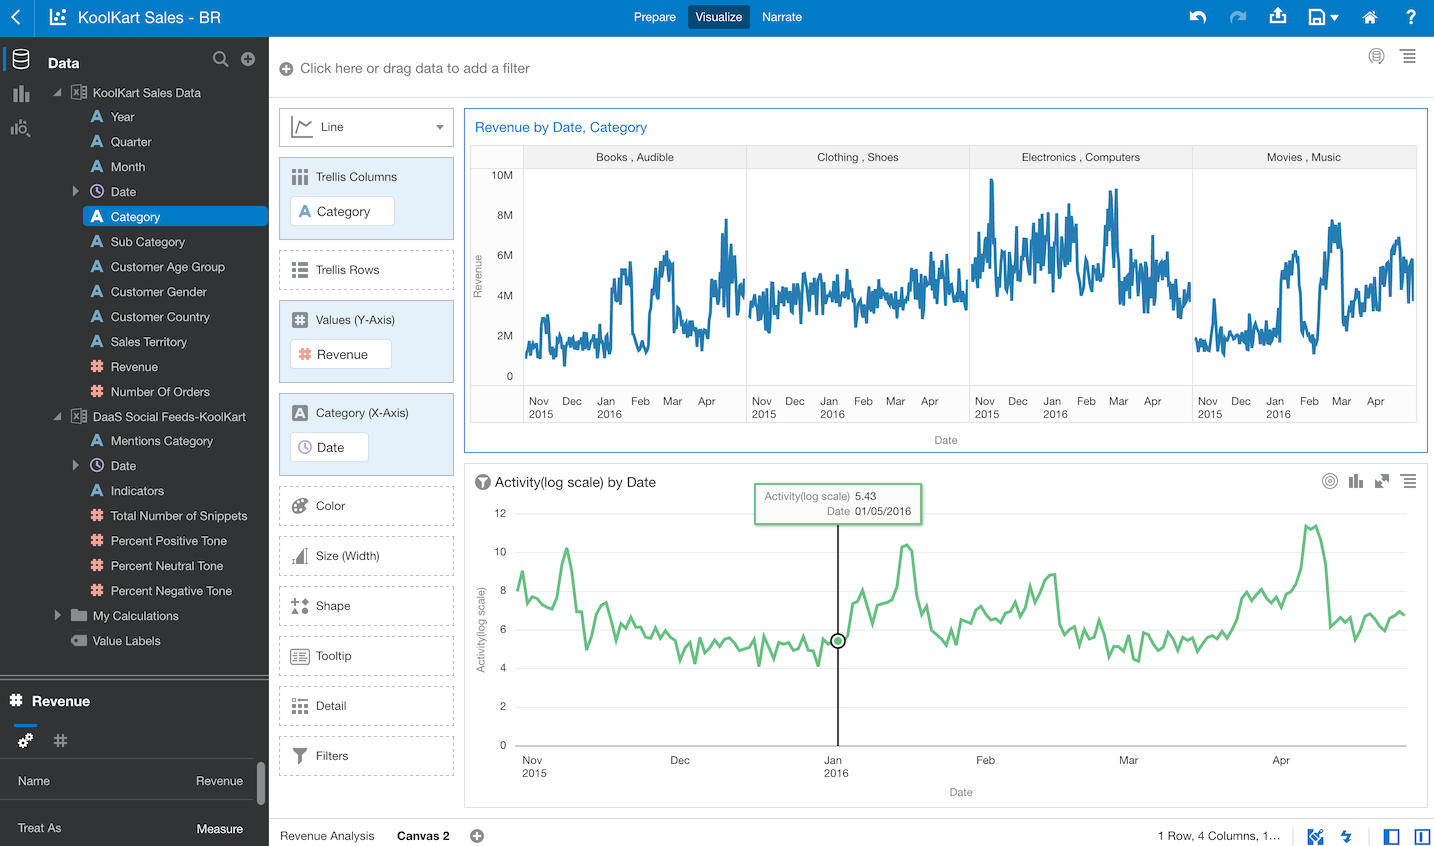 KoolKart Sales - BR
Prepare Visualize Narrate
?
Data
KoolKart Sales Data
A Year
A Quarter
A Month
Date
A Category
A Sub Category
A Customer Age Group
A Customer Gender
A Customer Country
A Sales Territory
# Revenue
# Number Of Orders
DaaS Social Feeds-KoolKart
A Mentions Category
Date
A Indicators
# Total Number of Snippets
# Percent Positive Tone
# Percent Neutral Tone
# Percent Negative Tone
My Calculations
Value Labels
# Revenue
#
Name Revenue
Treat As Measure
Click here or drag data to add a filter
Line
Trellis Columns
A Category
Trellis Rows
# Values (Y-Axis)
# Revenue
A Category (X-Axis)
Date
Color
Size (Width)
Shape
Tooltip
Detail
Filters
Revenue by Date, Category
Books , Audible Clothing , Shoes Electronics , Computers Movies , Music
Revenue
10M
8M
6M
4M
2M
0
Nov Dec Jan Feb Mar Apr Nov Dec Jan Feb Mar Apr Nov Dec Jan Feb Mar Apr Nov Dec Jan Feb Mar Apr
2015 2016 2015 2016 2015 2016 2015 2016
Date
Activity(log scale) by Date
Activity(log scale) 5.43
Date 01/05/2016
Activity(log scale)
12
10
8
6
4
2
0
Nov Dec Jan Feb Mar Apr
2015 2016
Date
Revenue Analysis Canvas 2
1 Row, 4 Columns, 1...